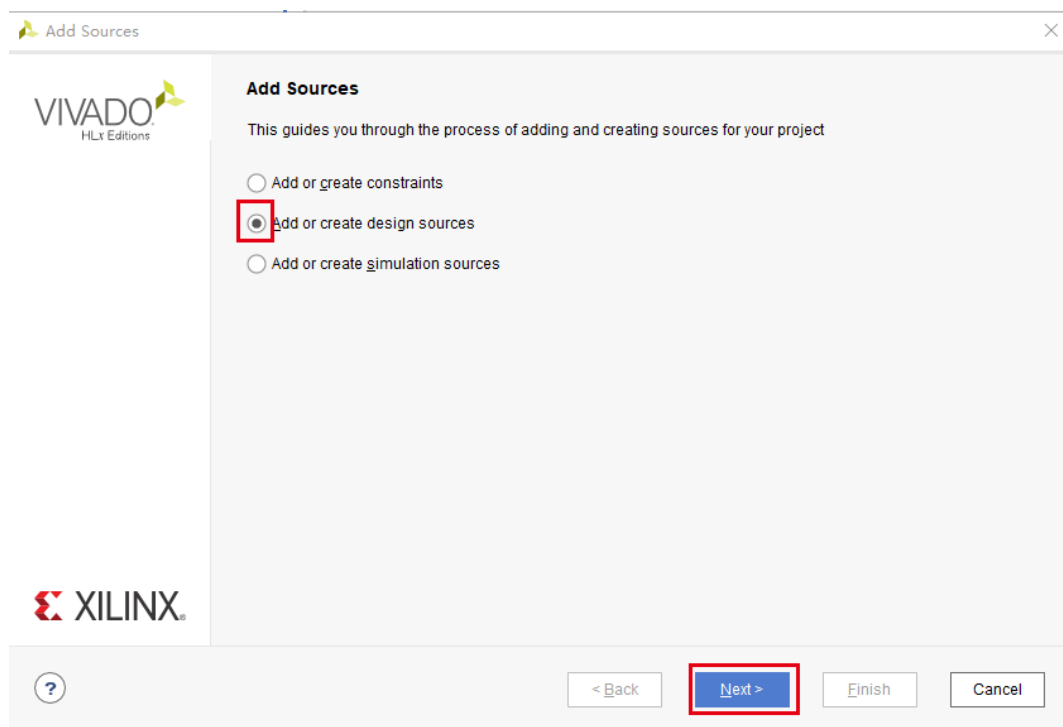 Add Sources
VIVADO.
HLx Editions
Add Sources
This guides you through the process of adding and creating sources for your project
Add or create constraints
Add or create design sources
Add or create simulation sources
XILINX.
?
< Back
Next >
Finish
Cancel